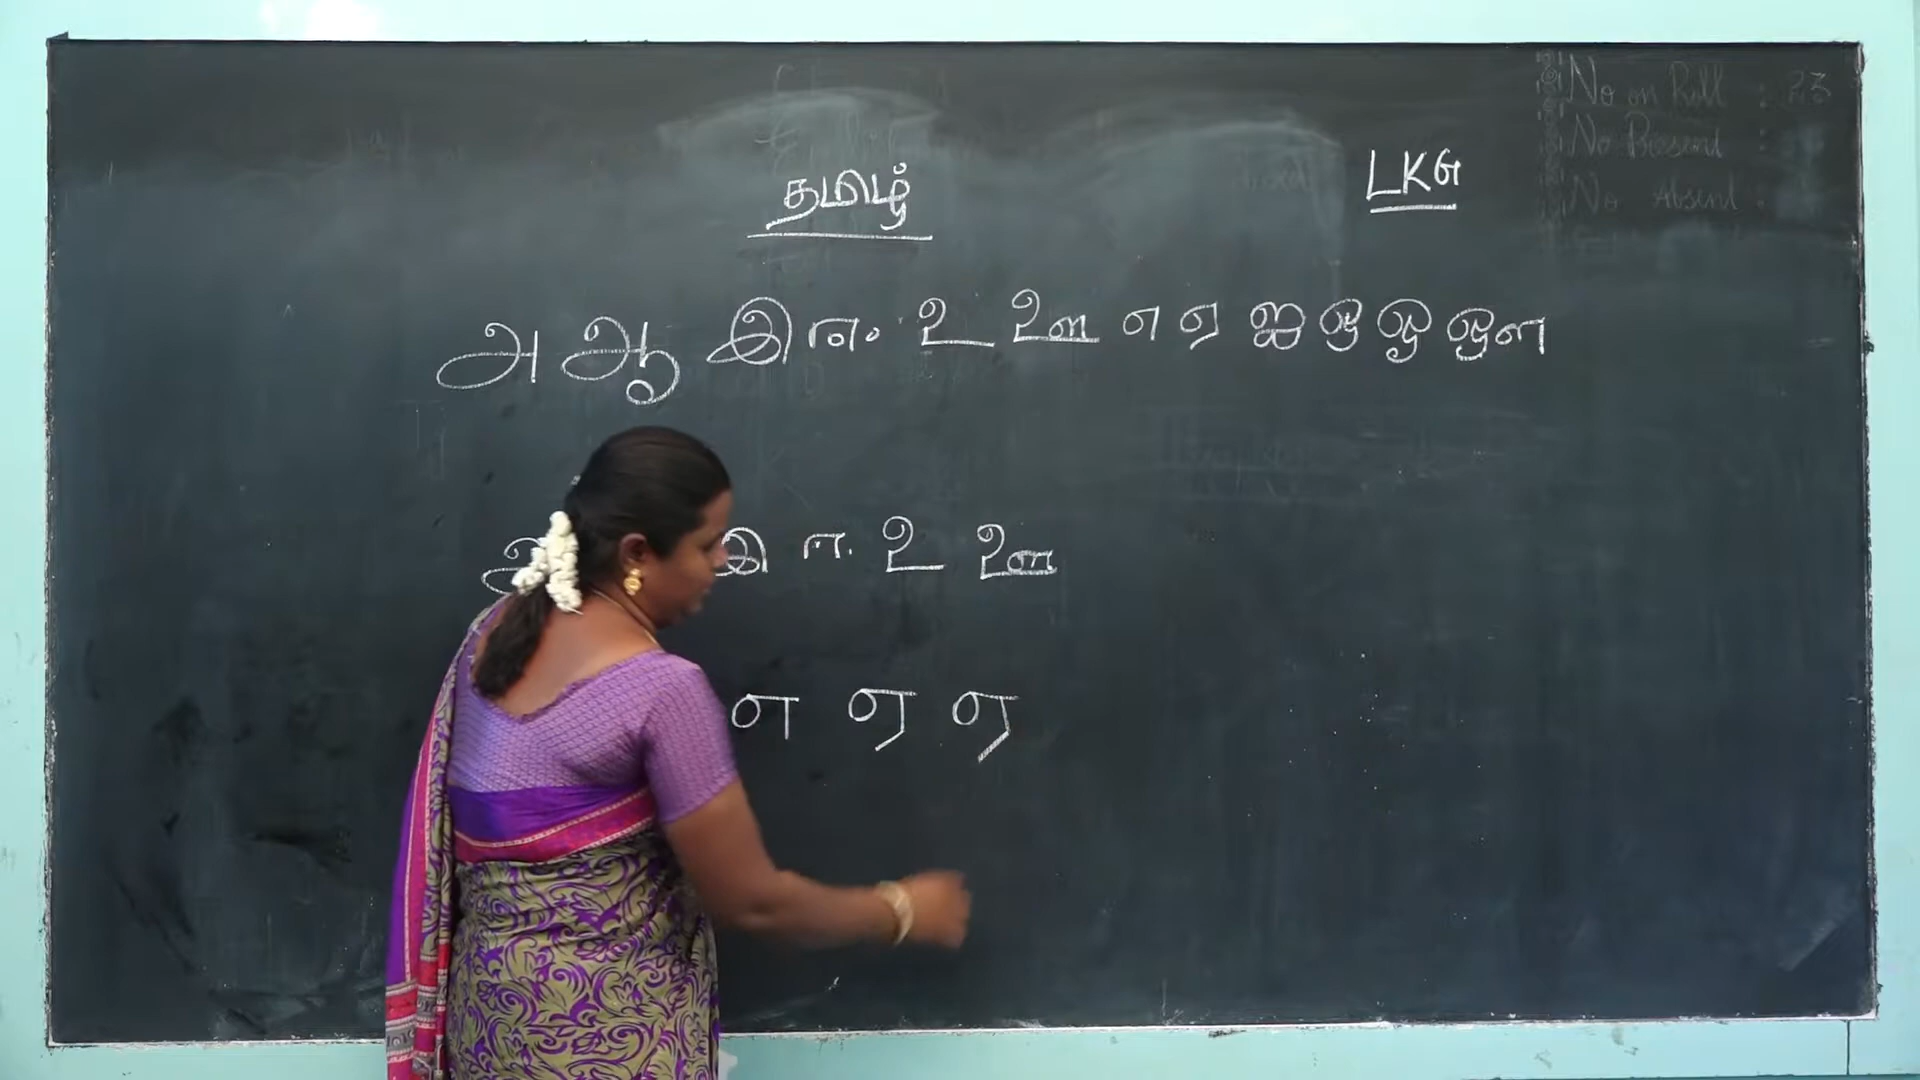 No on Roll : 23
No Present :
No Absent :
தமிழ் LKG
அ ஆ இ ஈ உ ஊ எ ஏ ஐ ஒ ஓ ஔ
இ ஈ உ ஊ
எ ஏ ஏ